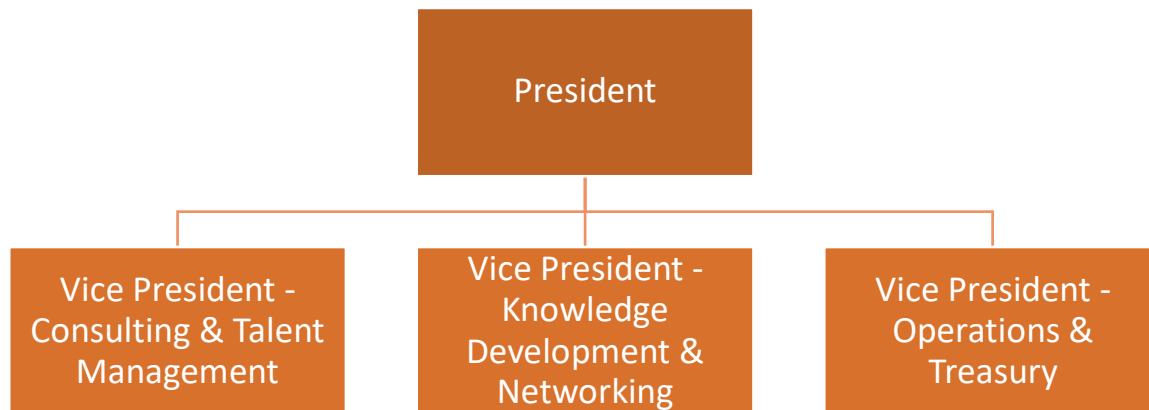 President
Vice President -
Consulting & Talent
Management
Vice President -
Knowledge
Development &
Networking
Vice President -
Operations &
Treasury